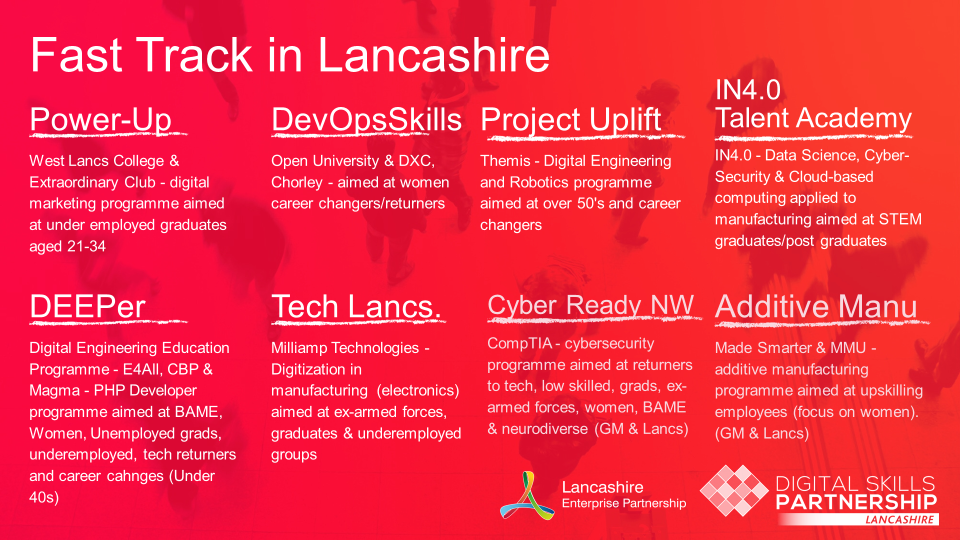 Fast Track in Lancashire
Power-Up
West Lancs College &
Extraordinary Club - digital
marketing programme aimed
at under employed graduates
aged 21-34
DevOpsSkills
Open University & DXC,
Chorley - aimed at women
career changers/returners
Project Uplift
Themis - Digital Engineering
and Robotics programme
aimed at over 50's and career
changers
IN4.0
Talent Academy
IN4.0 - Data Science, Cyber-
Security & Cloud-based
computing applied to
manufacturing aimed at STEM
graduates/post graduates
DEEPer
Digital Engineering Education
Programme - E4All, CBP &
Magma - PHP Developer
programme aimed at BAME,
Women, Unemployed grads,
underemployed, tech returners
and career cahnges (Under
40s)
Tech Lancs.
Milliamp Technologies -
Digitization in
manufacturing (electronics)
aimed at ex-armed forces,
graduates & underemployed
groups
Cyber Ready NW
CompTIA - cybersecurity
programme aimed at returners
to tech, low skilled, grads, ex-
armed forces, women, BAME
& neurodiverse (GM & Lancs)
Additive Manu
Made Smarter & MMU -
additive manufacturing
programme aimed at upskilling
employees (focus on women).
(GM & Lancs)
Lancashire
Enterprise Partnership
DIGITAL SKILLS
PARTNERSHIP
LANCASHIRE